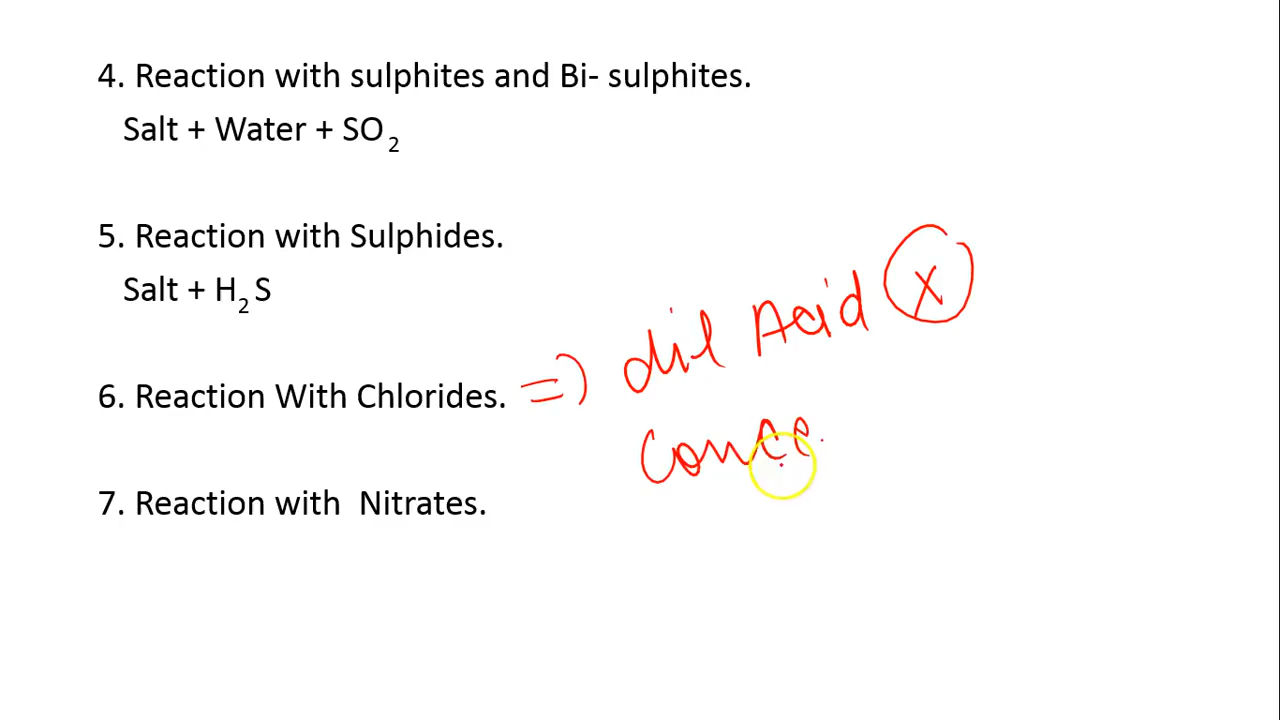 4. Reaction with sulphites and Bi- sulphites.
Salt + Water + SO2
5. Reaction with Sulphides.
Salt + H2S
6. Reaction With Chlorides. => dil Acid X
7. Reaction with Nitrates.